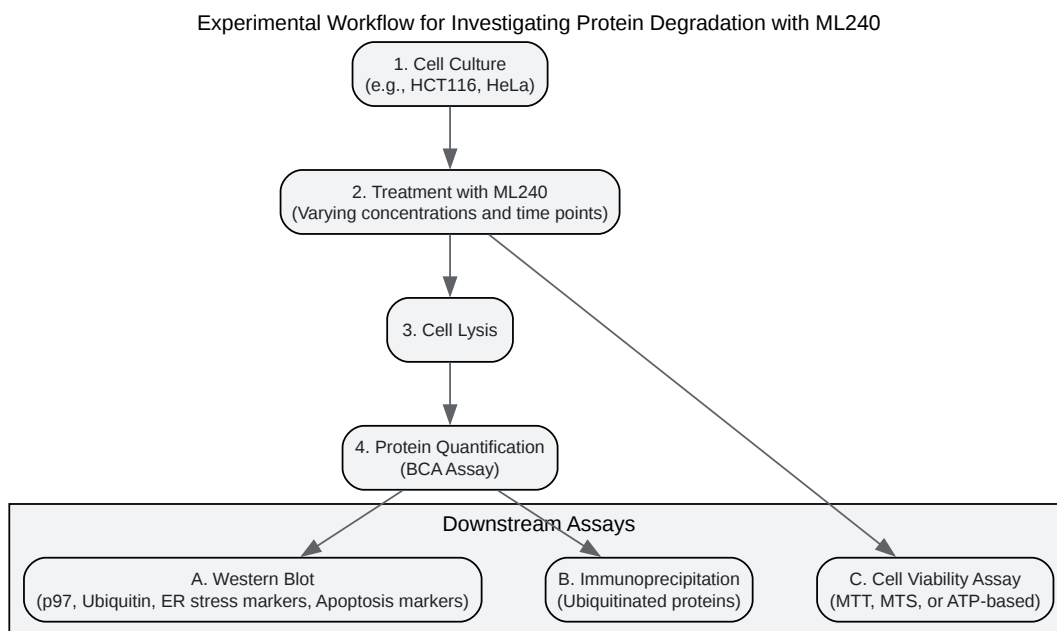 Experimental Workflow for Investigating Protein Degradation with ML240
1. Cell Culture
(e.g., HCT116, HeLa)
2. Treatment with ML240
(Varying concentrations and time points)
3. Cell Lysis
4. Protein Quantification
(BCA Assay)
Downstream Assays
A. Western Blot
(p97, Ubiquitin, ER stress markers, Apoptosis markers)
B. Immunoprecipitation
(Ubiquitinated proteins)
C. Cell Viability Assay
(MTT, MTS, or ATP-based)